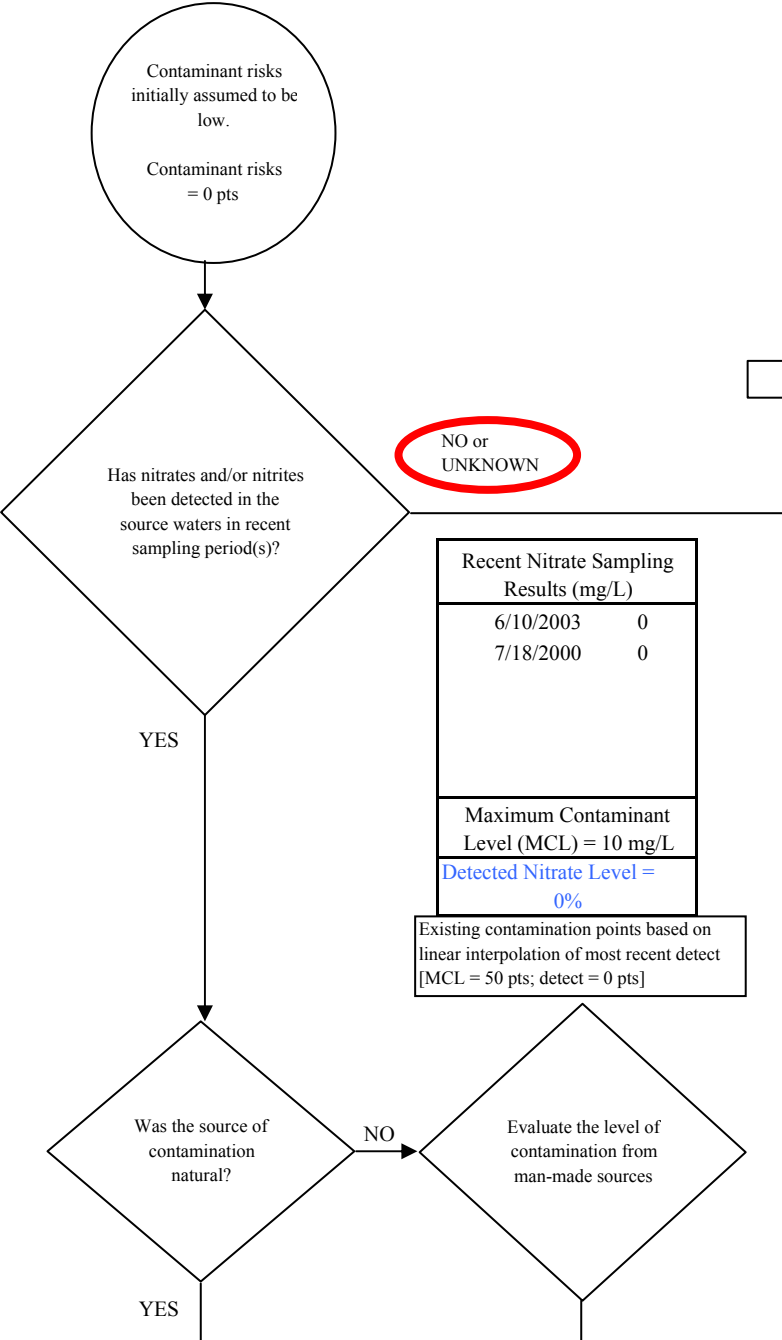 Contaminant risks
initially assumed to be
low.
Contaminant risks
= 0 pts
Has nitrates and/or nitrites
been detected in the
source waters in recent
sampling period(s)?
NO or
UNKNOWN
Recent Nitrate Sampling
Results (mg/L)
6/10/2003 0
7/18/2000 0
Maximum Contaminant
Level (MCL) = 10 mg/L
Detected Nitrate Level =
0%
Existing contamination points based on
linear interpolation of most recent detect
[MCL = 50 pts; detect = 0 pts]
YES
Was the source of
contamination
natural?
NO
Evaluate the level of
contamination from
man-made sources
YES